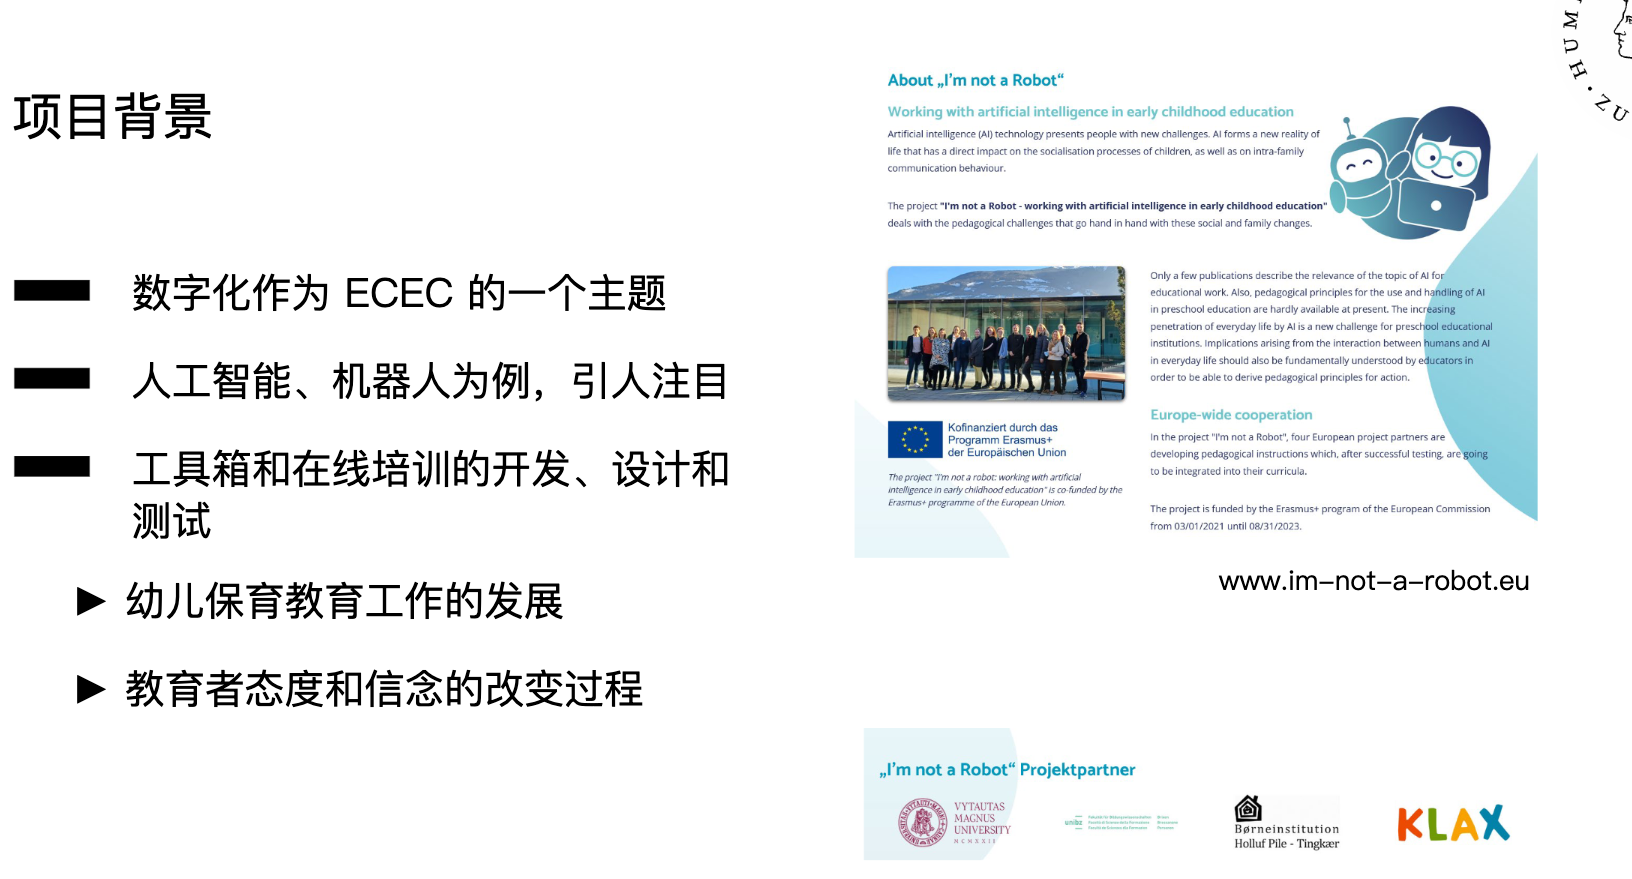 项目背景
数字化作为 ECEC 的一个主题
人工智能、机器人为例，引人注目
工具箱和在线培训的开发、设计和
测试
▶ 幼儿保育教育工作的发展
▶ 教育者态度和信念的改变过程
HUM
ZU
About „I’m not a Robot“
Working with artificial intelligence in early childhood education
Artificial intelligence (AI) technology presents people with new challenges. AI forms a new reality of
life that has a direct impact on the socialisation processes of children, as well as on intra-family
communication behaviour.
The project "I'm not a Robot - working with artificial intelligence in early childhood education"
deals with the pedagogical challenges that go hand in hand with these social and family changes.
Only a few publications describe the relevance of the topic of AI for
educational work. Also, pedagogical principles for the use and handling of AI
in preschool education are hardly available at present. The increasing
penetration of everyday life by AI is a new challenge for preschool educational
institutions. Implications arising from the interaction between humans and AI
in everyday life should also be fundamentally understood by educators in
order to be able to derive pedagogical principles for action.
Kofinanziert durch das
Programm Erasmus+
der Europäischen Union
The project "I'm not a robot: working with artificial
intelligence in early childhood education" is co-funded by the
Erasmus+ programme of the European Union.
Europe-wide cooperation
In the project "I'm not a Robot", four European project partners are
developing pedagogical instructions which, after successful testing, are going
to be integrated into their curricula.
The project is funded by the Erasmus+ program of the European Commission
from 03/01/2021 until 08/31/2023.
www.im-not-a-robot.eu
„I’m not a Robot“ Projektpartner
VYTAUTAS
MAGNUS
UNIVERSITY
MCMXXII
unibz
Børneinstitution
Holluf Pile - Tingkær
KLAX